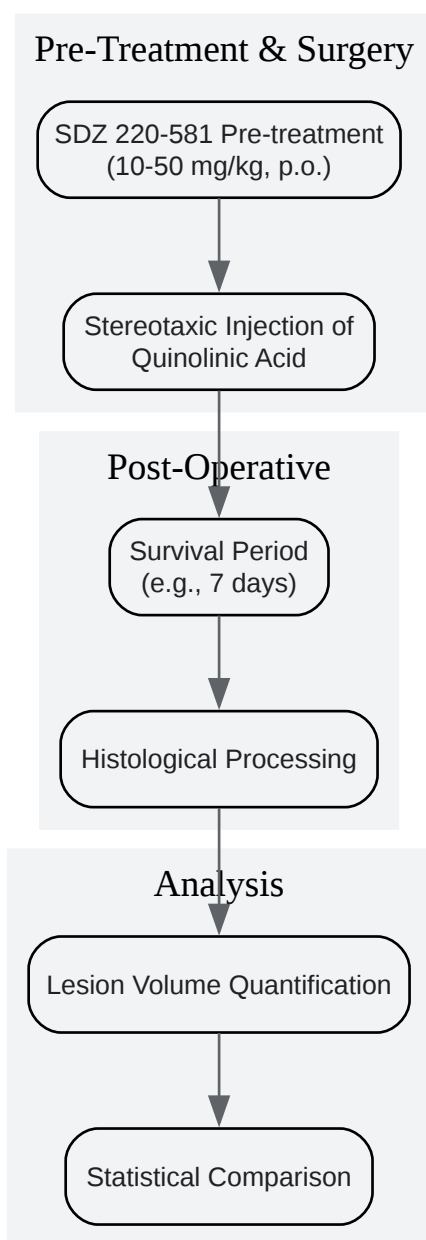 Pre-Treatment & Surgery
SDZ 220-581 Pre-treatment
(10-50 mg/kg, p.o.)
Stereotaxic Injection of
Quinolinic Acid
Post-Operative
Survival Period
(e.g., 7 days)
Histological Processing
Analysis
Lesion Volume Quantification
Statistical Comparison